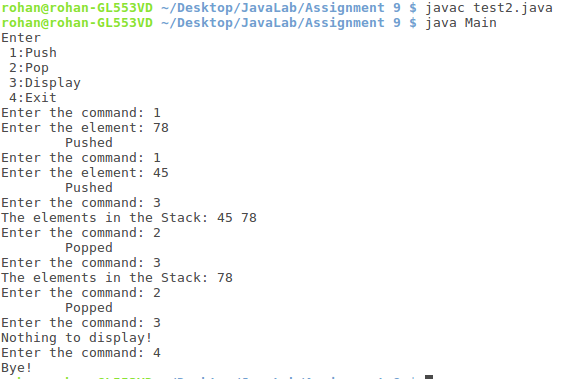 rohan@rohan-GL553VD ~/Desktop/JavaLab/Assignment 9 $ javac test2.java
rohan@rohan-GL553VD ~/Desktop/JavaLab/Assignment 9 $ java Main
Enter
 1:Push
 2:Pop
 3:Display
 4:Exit
Enter the command: 1
Enter the element: 78
        Pushed
Enter the command: 1
Enter the element: 45
        Pushed
Enter the command: 3
The elements in the Stack: 45 78
Enter the command: 2
        Popped
Enter the command: 3
The elements in the Stack: 78
Enter the command: 2
        Popped
Enter the command: 3
Nothing to display!
Enter the command: 4
Bye!